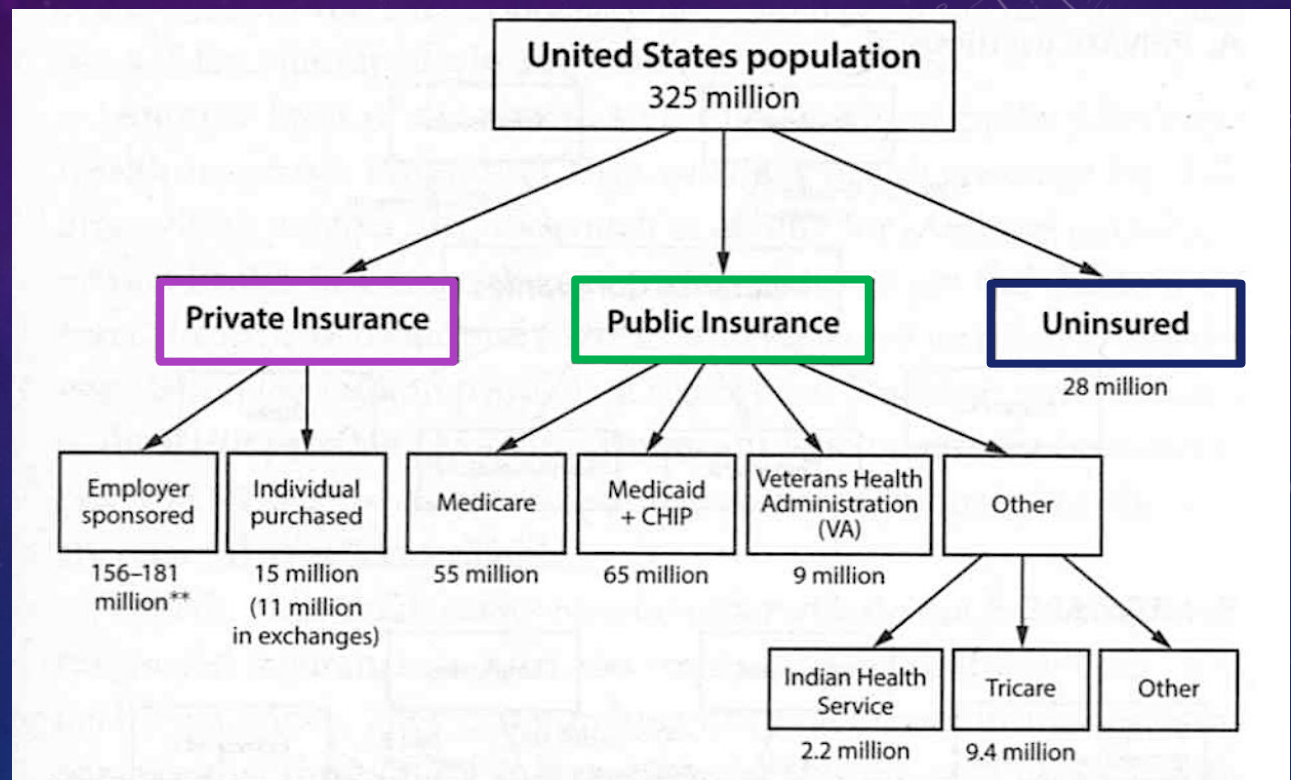 United States population
325 million
Private Insurance
Public Insurance
Uninsured
28 million
Employer
sponsored
156–181
million**
Individual
purchased
15 million
(11 million
in exchanges)
Medicare
55 million
Medicaid
+ CHIP
65 million
Veterans Health
Administration
(VA)
9 million
Other
Indian Health
Service
2.2 million
Tricare
9.4 million
Other